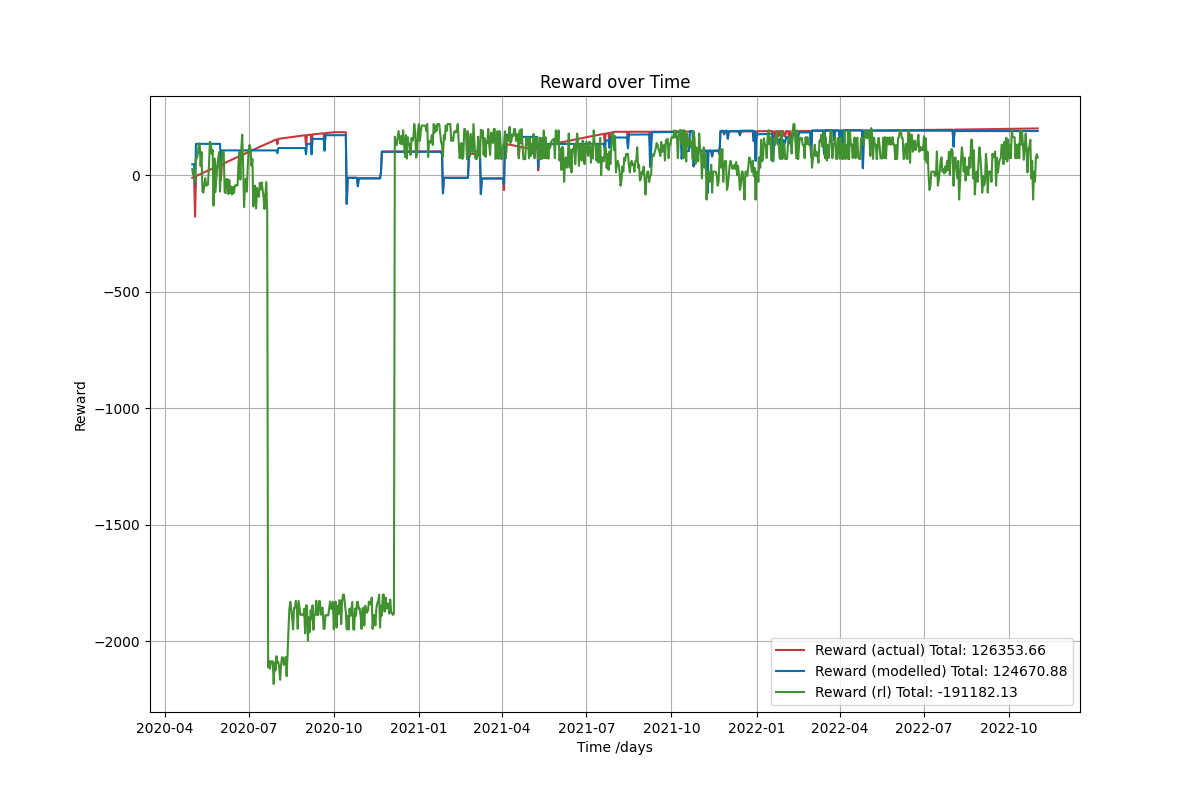 Reward over Time
Reward
0
−500
−1000
−1500
−2000
Reward (actual) Total: 126353.66
Reward (modelled) Total: 124670.88
Reward (rl) Total: -191182.13
2020-04 2020-07 2020-10 2021-01 2021-04 2021-07 2021-10 2022-01 2022-04 2022-07 2022-10
Time /days